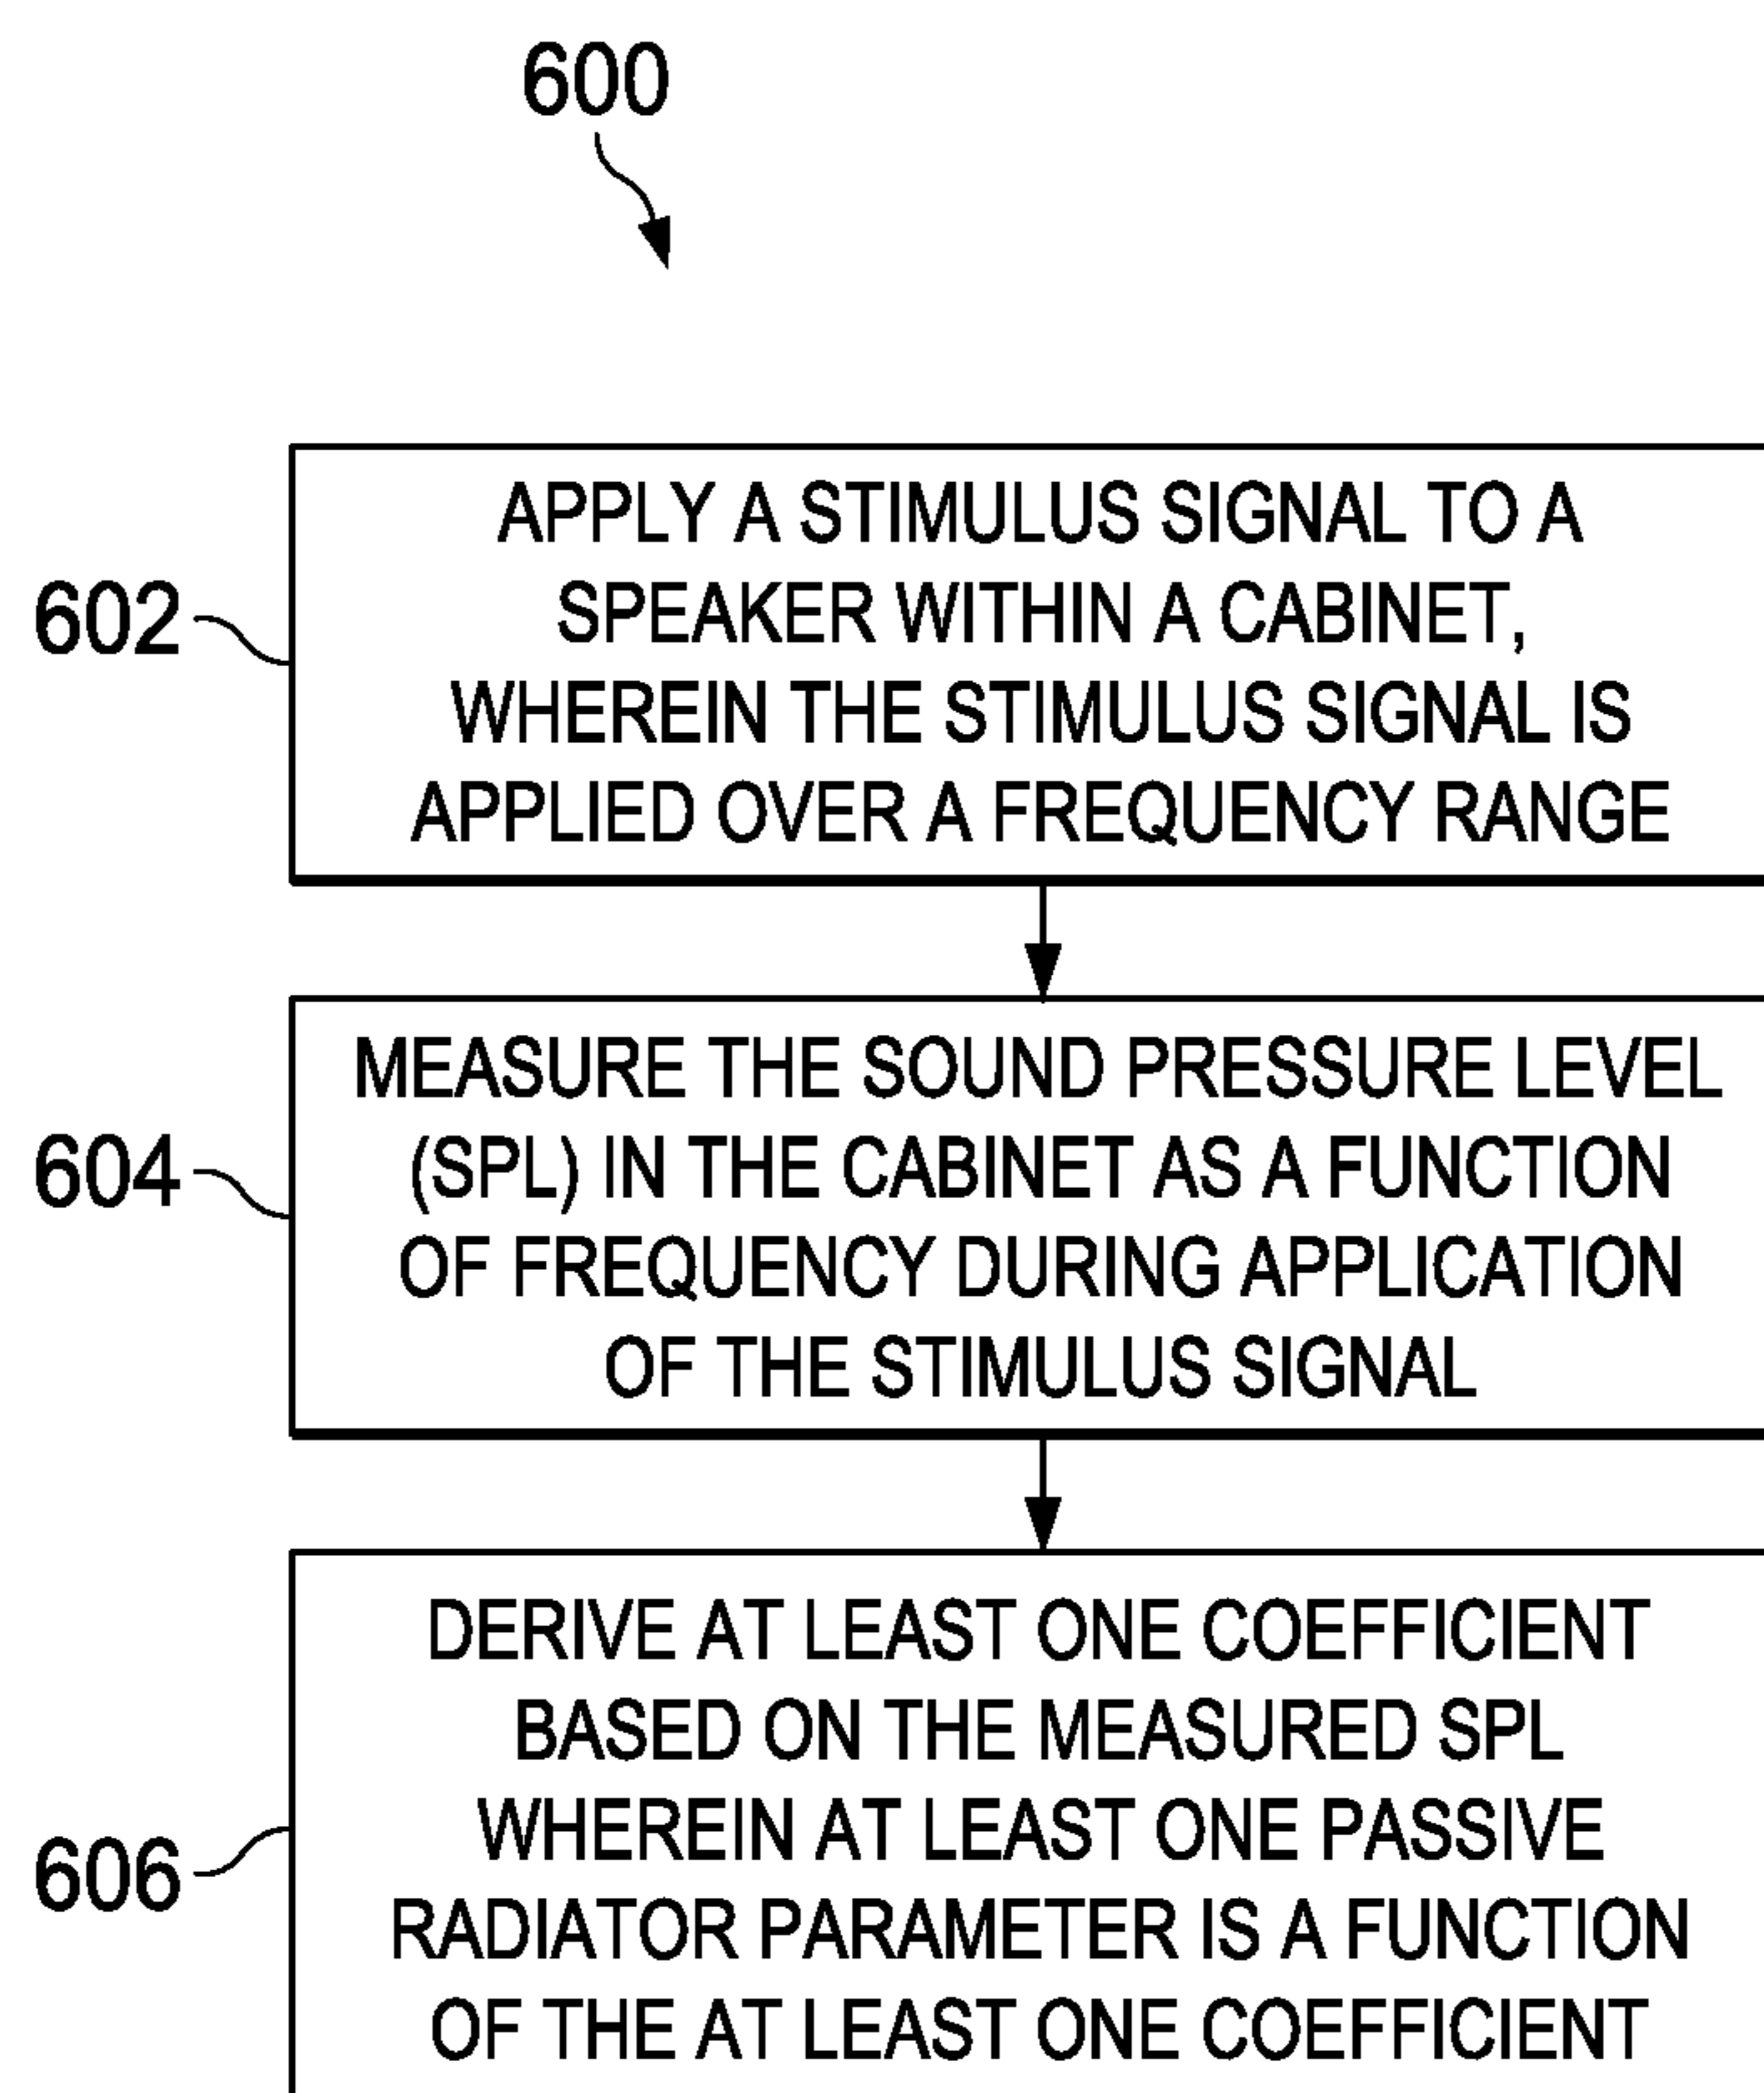 600
602
APPLY A STIMULUS SIGNAL TO A
SPEAKER WITHIN A CABINET,
WHEREIN THE STIMULUS SIGNAL IS
APPLIED OVER A FREQUENCY RANGE
604
MEASURE THE SOUND PRESSURE LEVEL
(SPL) IN THE CABINET AS A FUNCTION
OF FREQUENCY DURING APPLICATION
OF THE STIMULUS SIGNAL
606
DERIVE AT LEAST ONE COEFFICIENT
BASED ON THE MEASURED SPL
WHEREIN AT LEAST ONE PASSIVE
RADIATOR PARAMETER IS A FUNCTION
OF THE AT LEAST ONE COEFFICIENT